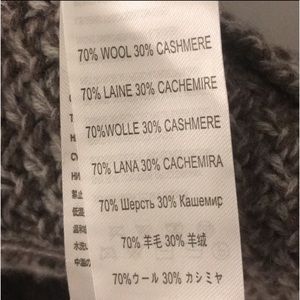 70% WOOL 30% CASHMERE
70% LAINE 30% CACHEMIRE
70%WOLLE 30% CASHMERE
70% LANA 30% CACHEMIRA
70% Шерсть 30% Кашемир
70% 羊毛 30% 羊绒
70%ウール 30% カシミヤ